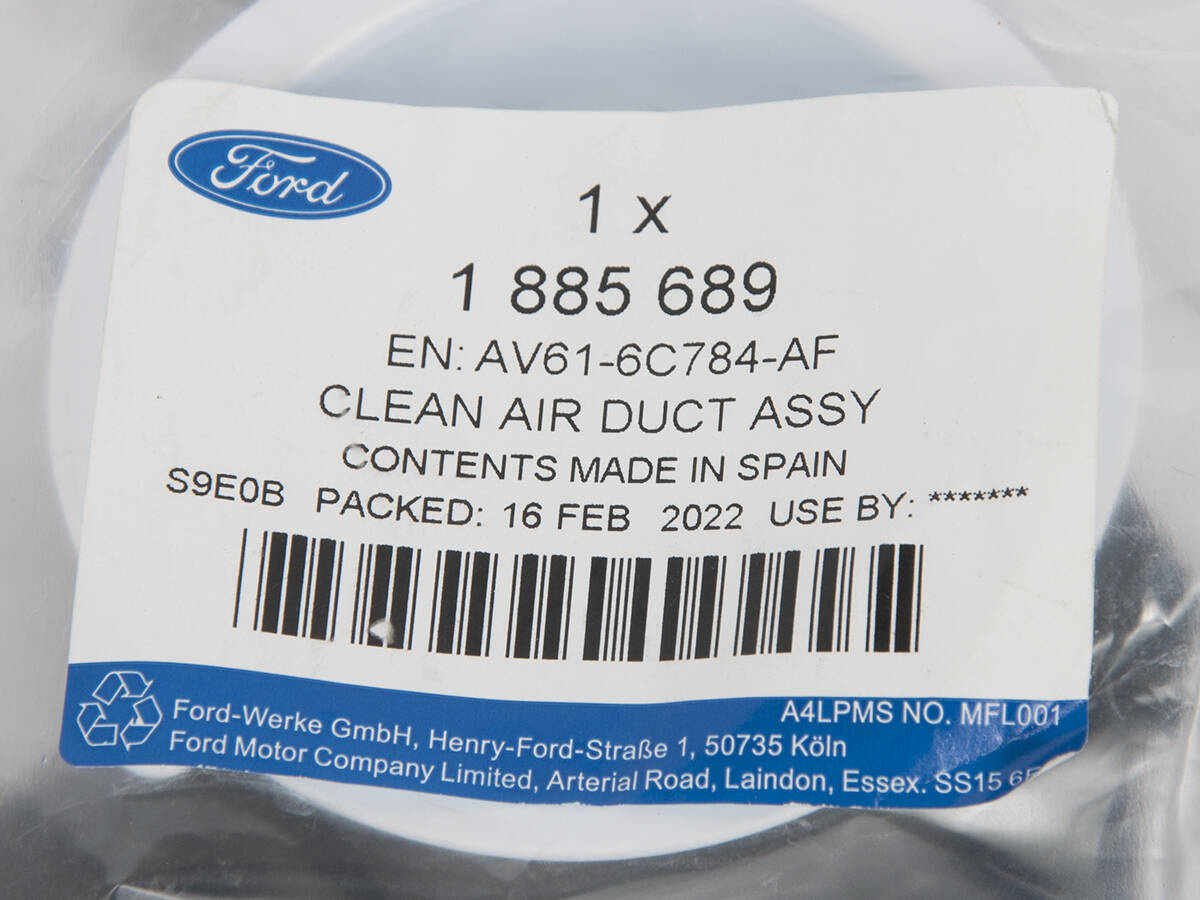 Ford
1 x
1 885 689
EN: AV61-6C784-AF
CLEAN AIR DUCT ASSY
CONTENTS MADE IN SPAIN
S9E0B PACKED: 16 FEB 2022 USE BY: *******
A4LPMS NO. MFL001
Ford-Werke GmbH, Henry-Ford-Straße 1, 50735 Köln
Ford Motor Company Limited, Arterial Road, Laindon, Essex. SS15